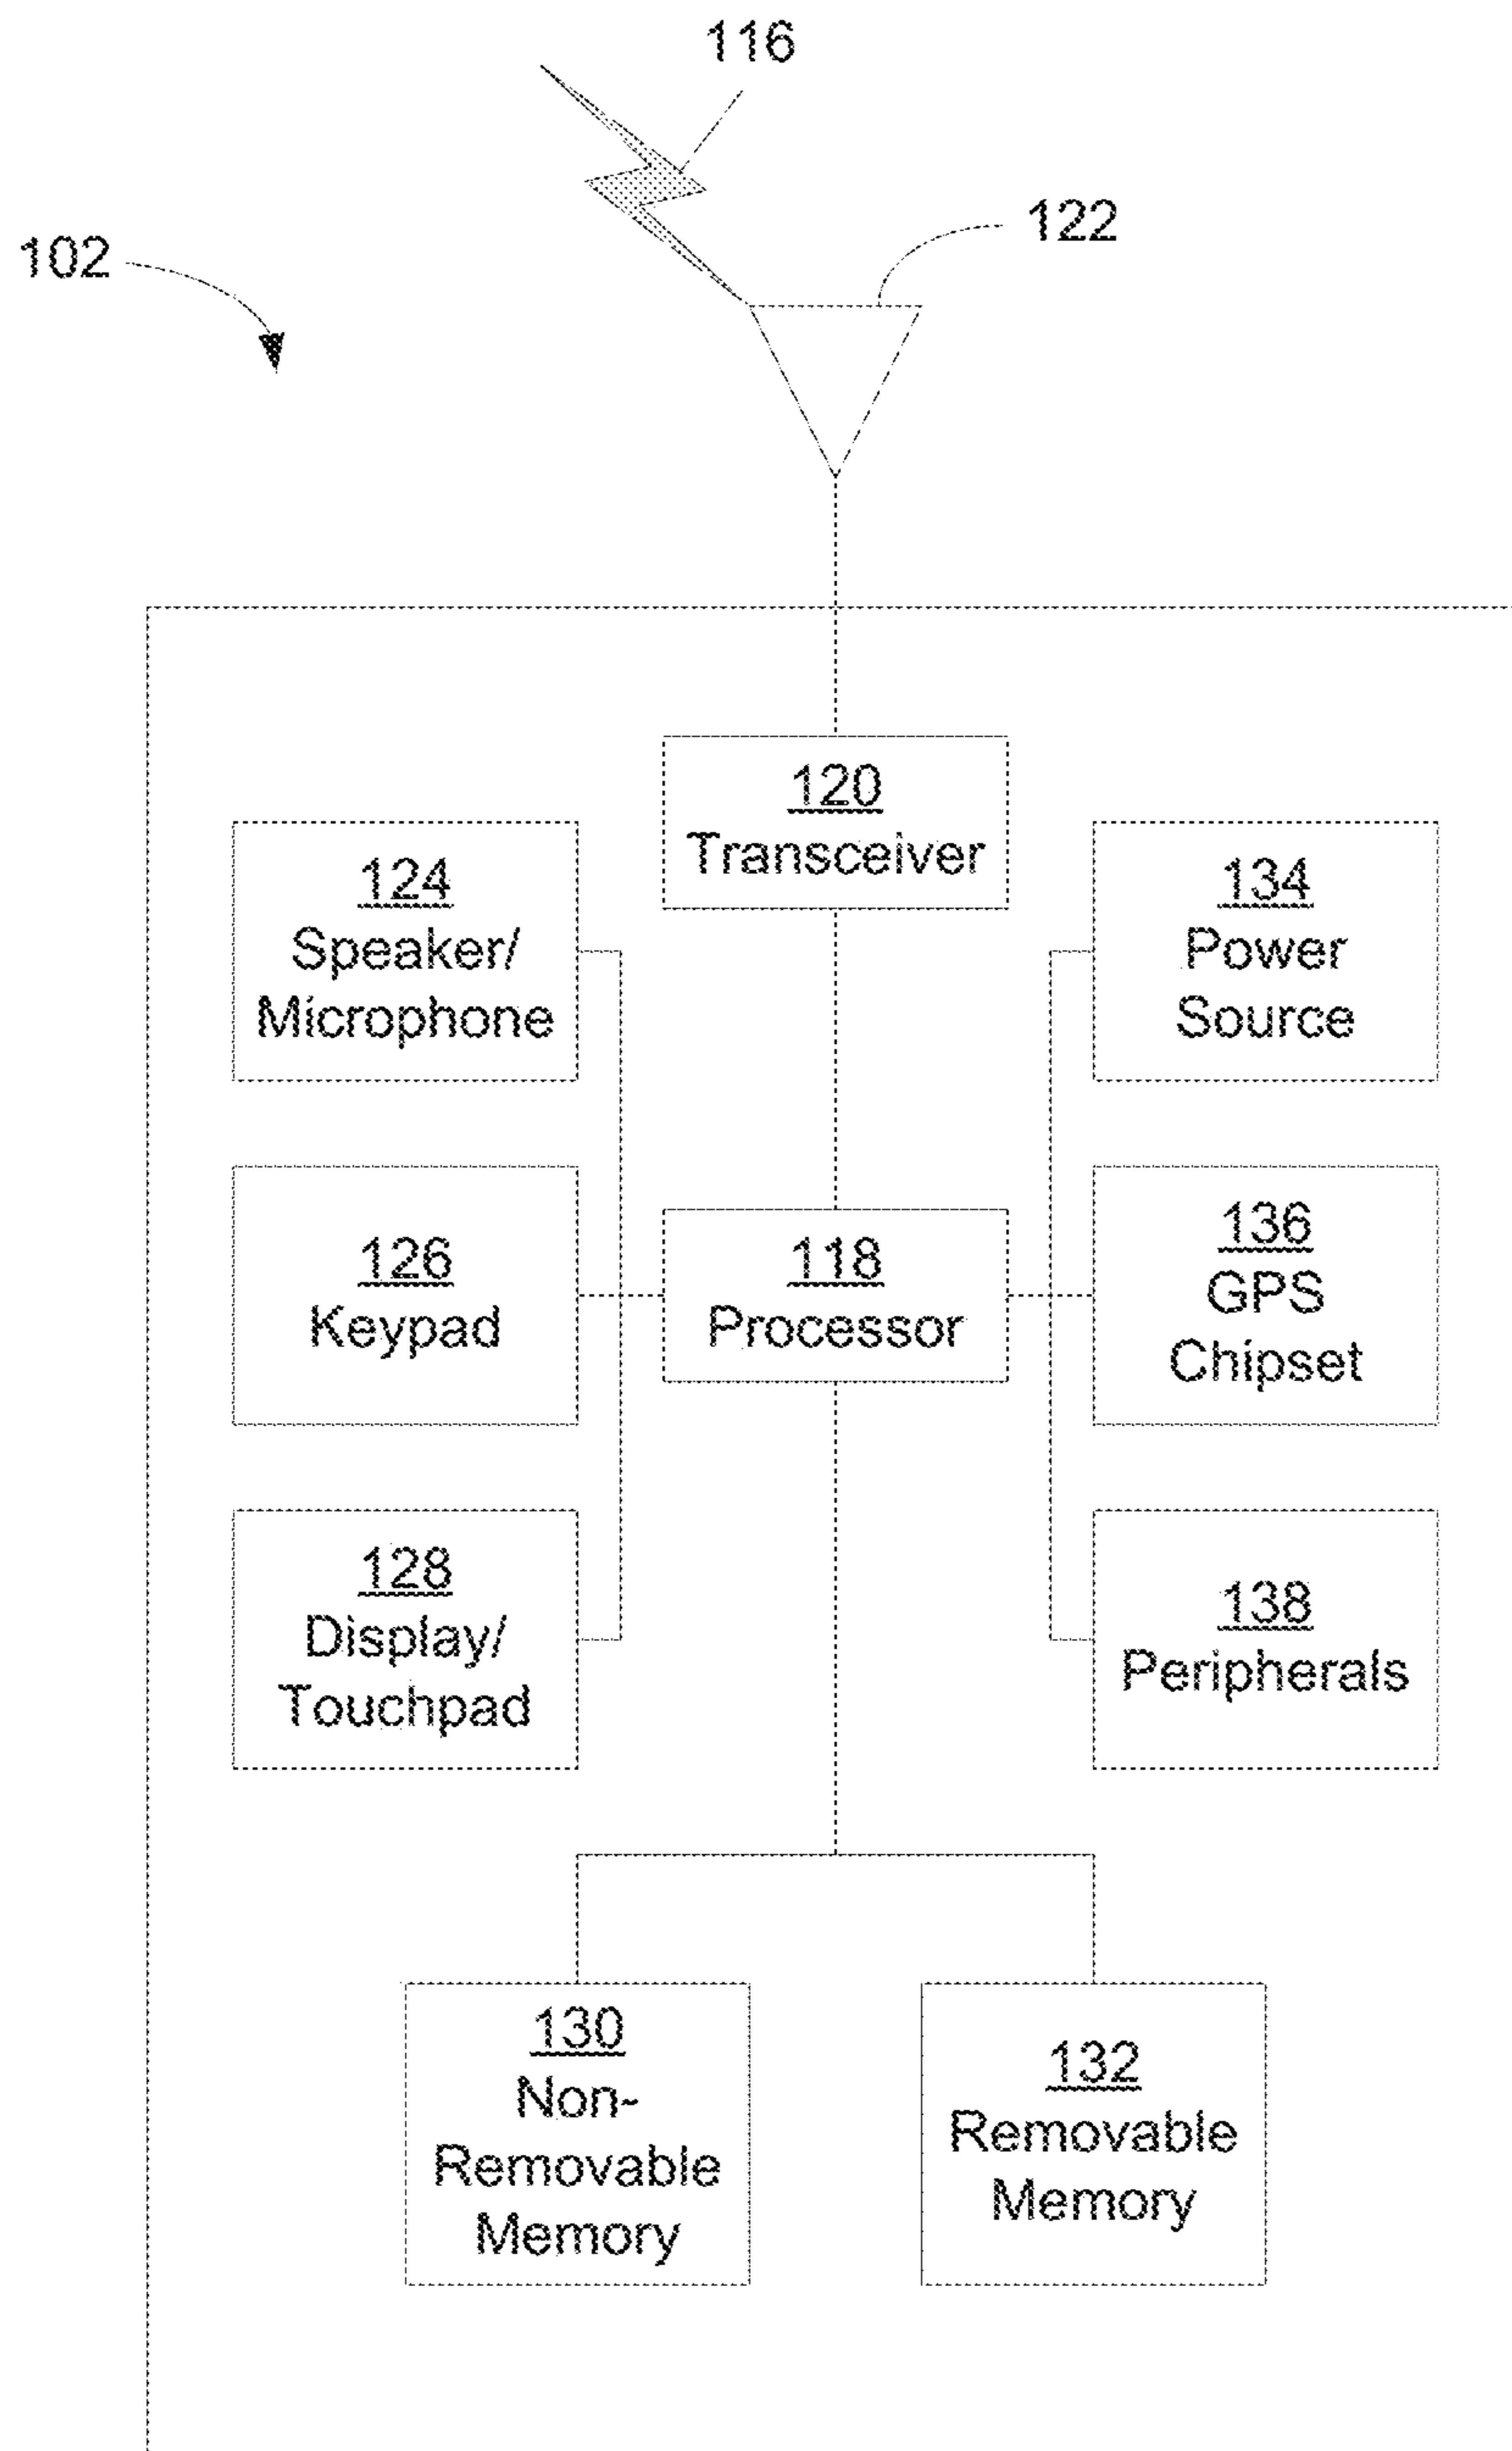 116
122
102
120
Transceiver
124
Speaker/
Microphone
134
Power
Source
126
Keypad
118
Processor
136
GPS
Chipset
128
Display/
Touchpad
138
Peripherals
130
Non-
Removable
Memory
132
Removable
Memory